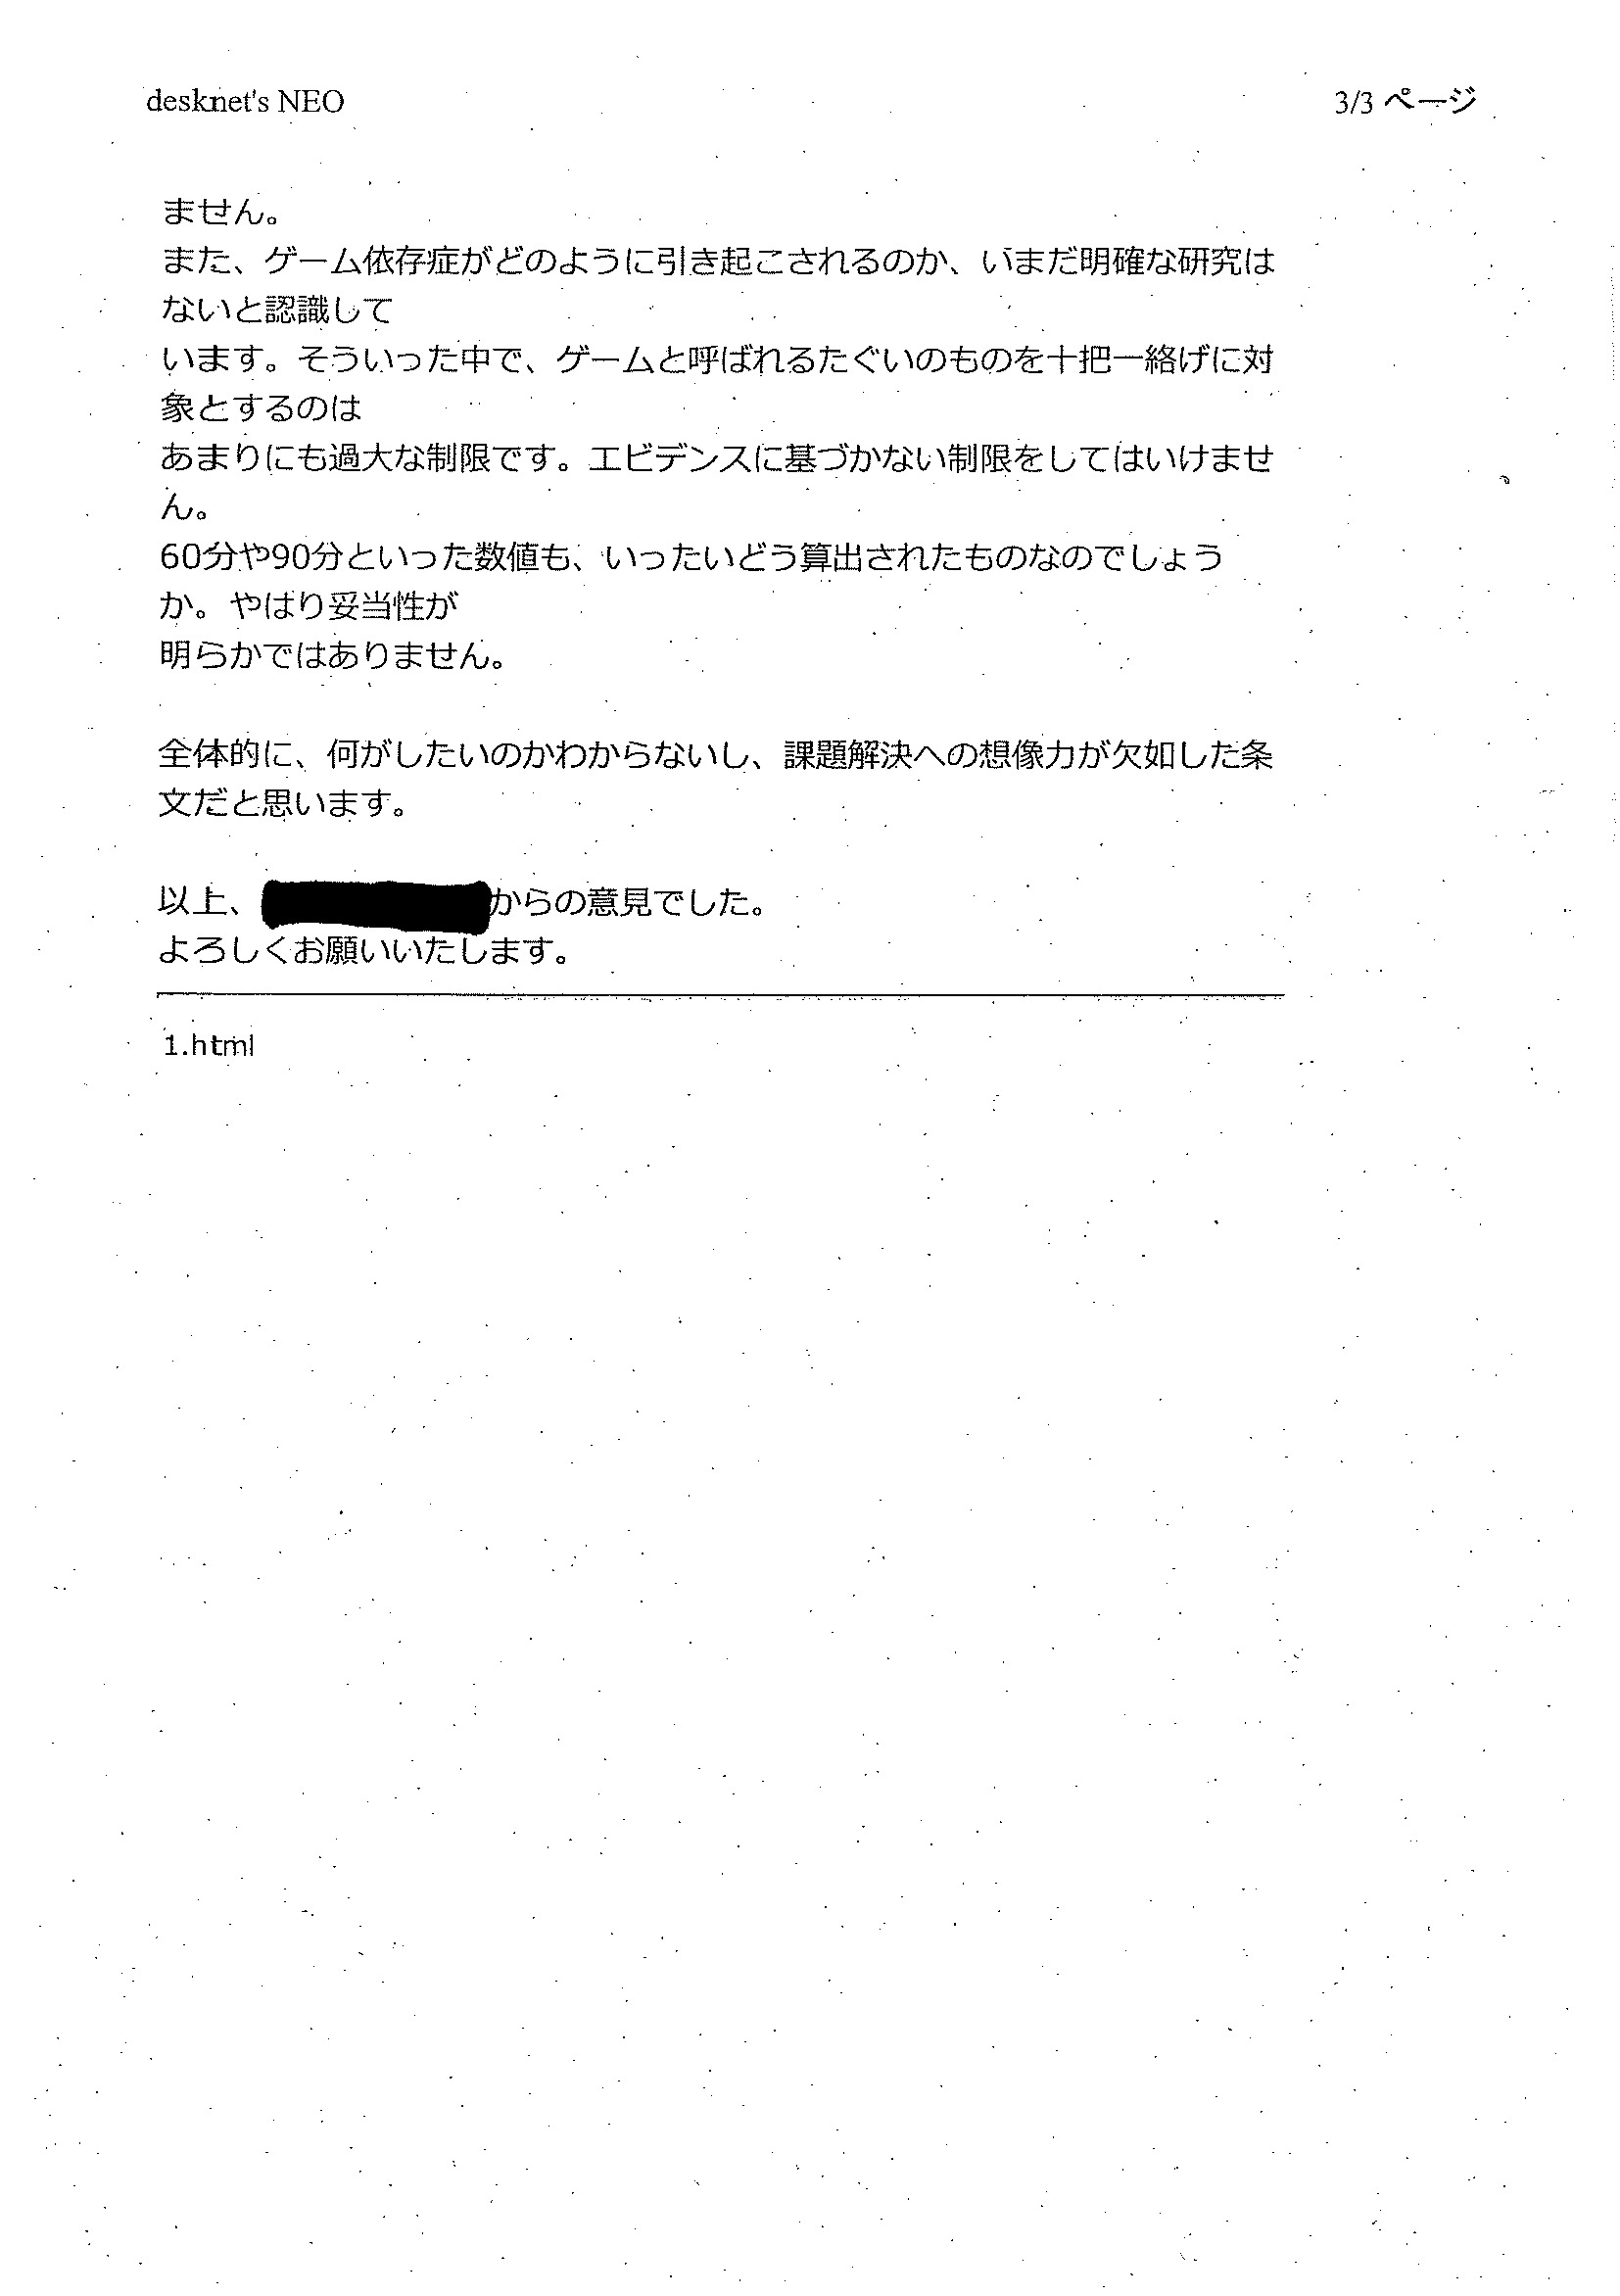 desknet's NEO
3/3 ページ
ません。
また、ゲーム依存症がどのように引き起こされるのか、いまだ明確な研究は
ないと認識して
います。そういった中で、ゲームと呼ばれるたぐいのものを十把一絡げに対
象とするのは
あまりにも過大な制限です。エビデンスに基づかない制限をしてはいけませ
ん。
60分や90分といった数値も、いったいどう算出されたものなのでしょう
か。やはり妥当性が
明らかではありません。
全体的に、何がしたいのかわからないし、課題解決への想像力が欠如した条
文だと思います。
以上、からの意見でした。
よろしくお願いいたします。
1.html